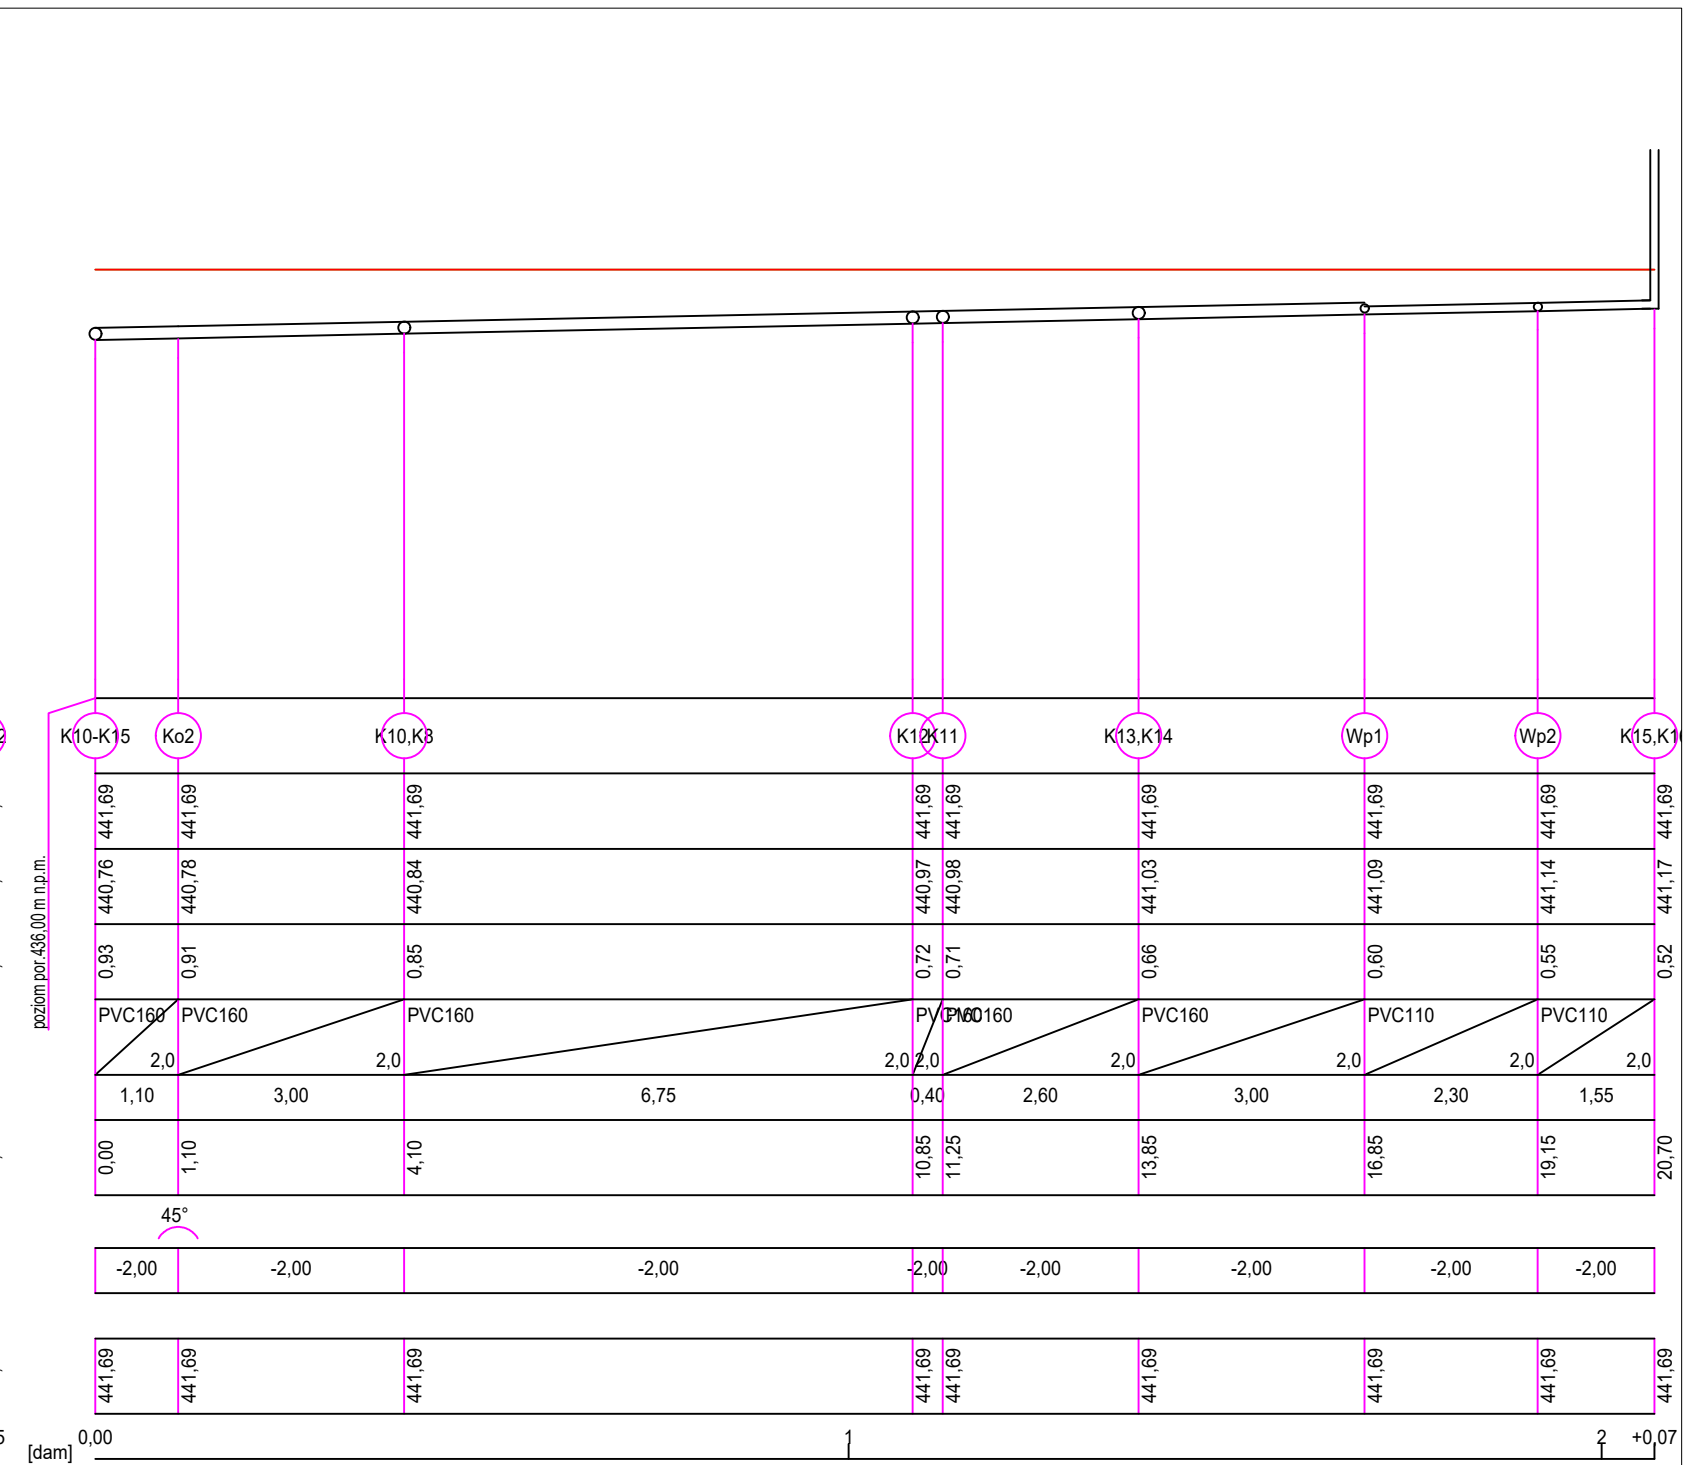 K10-K15 Ko2 K10,K8 K12 K11 K13,K14 Wp1 Wp2 K15,K16
441,69 441,69 441,69 441,69 441,69 441,69 441,69 441,69 441,69
440,76 440,78 440,84 440,97 440,98 441,03 441,09 441,14 441,17
poziom por.436,00 m n.p.m.
0,93 0,91 0,85 0,72 0,71 0,66 0,60 0,55 0,52
PVC160 PVC160 PVC160 PVC160 PVC160 PVC160 PVC110 PVC110
2,0 2,0 2,0 2,0 2,0 2,0 2,0 2,0
1,10 3,00 6,75 0,40 2,60 3,00 2,30 1,55
0,00 1,10 4,10 10,85 11,25 13,85 16,85 19,15 20,70
45°
-2,00 -2,00 -2,00 -2,00 -2,00 -2,00 -2,00 -2,00
441,69 441,69 441,69 441,69 441,69 441,69 441,69 441,69 441,69
[dam] 0,00 1 2 +0,07